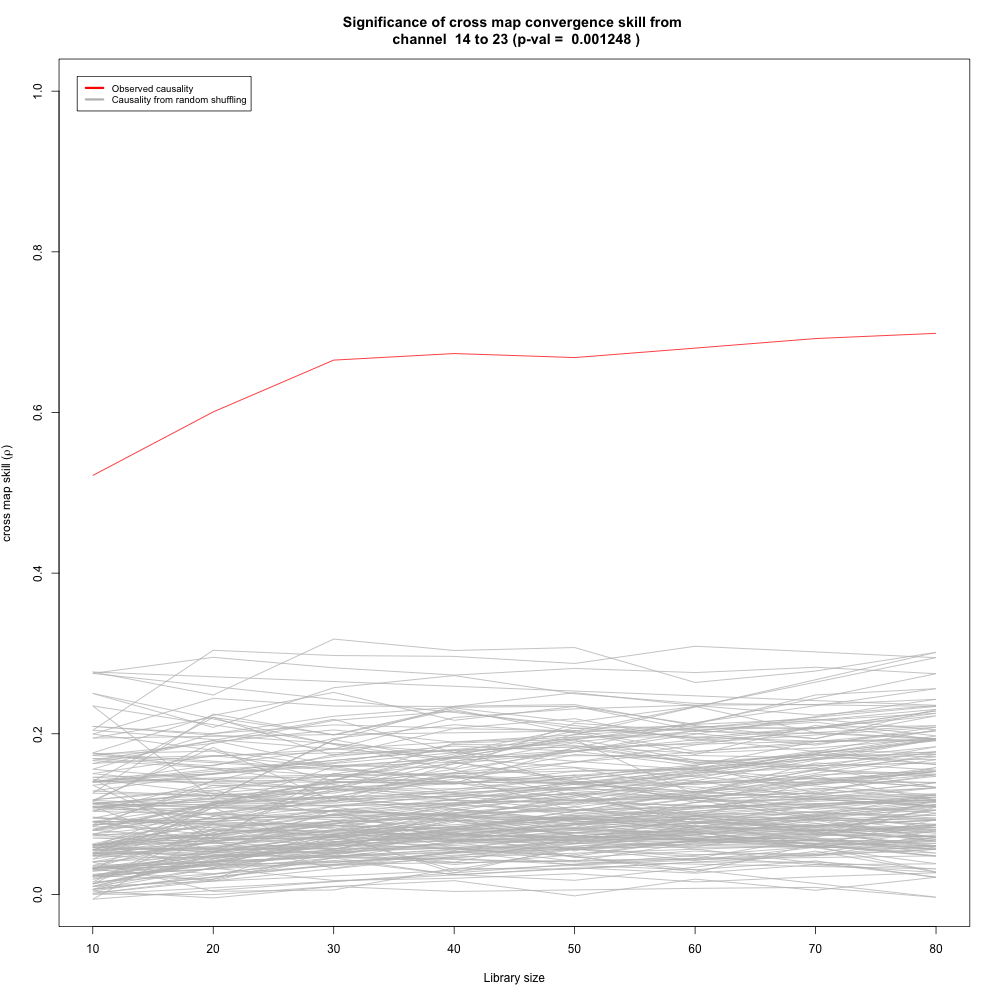 Significance of cross map convergence skill from
channel  14 to 23 (p-val =  0.001248 )
Observed causality
Causality from random shuffling
cross map skill (ρ)
1.0
0.8
0.6
0.4
0.2
0.0
10 20 30 40 50 60 70 80
Library size